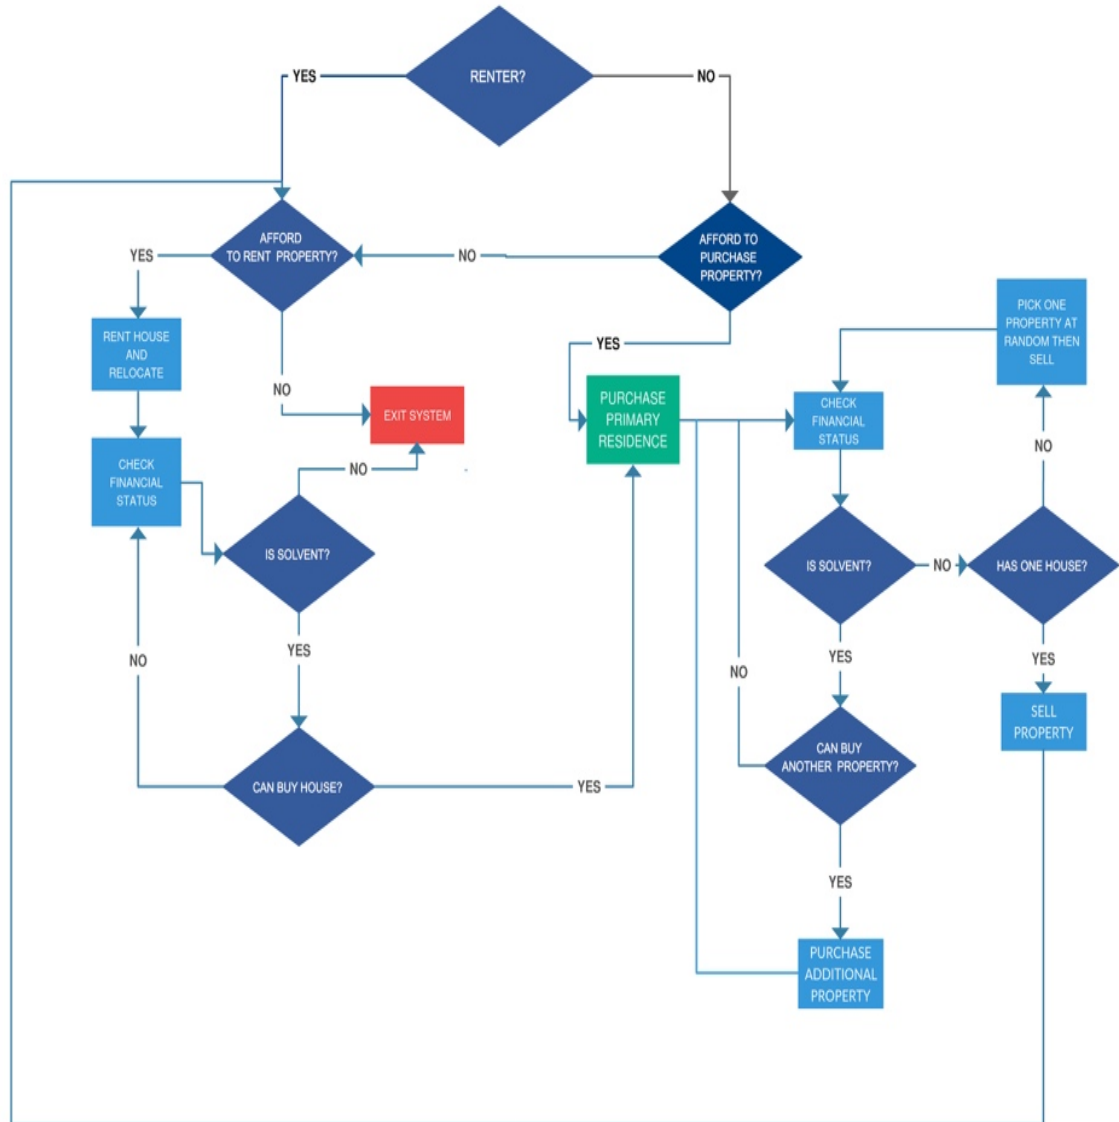 RENTER?
YES
NO
AFFORD
TO RENT PROPERTY?
YES
NO
AFFORD TO
PURCHASE
PROPERTY?
PICK ONE
PROPERTY AT
RANDOM THEN
SELL
RENT HOUSE
AND
RELOCATE
YES
NO
EXIT SYSTEM
PURCHASE
PRIMARY
RESIDENCE
CHECK
FINANCIAL
STATUS
NO
CHECK
FINANCIAL
STATUS
NO
IS SOLVENT?
IS SOLVENT?
NO
HAS ONE HOUSE?
YES
NO
YES
YES
NO
SELL
PROPERTY
CAN BUY
ANOTHER PROPERTY?
CAN BUY HOUSE?
YES
YES
PURCHASE
ADDITIONAL
PROPERTY